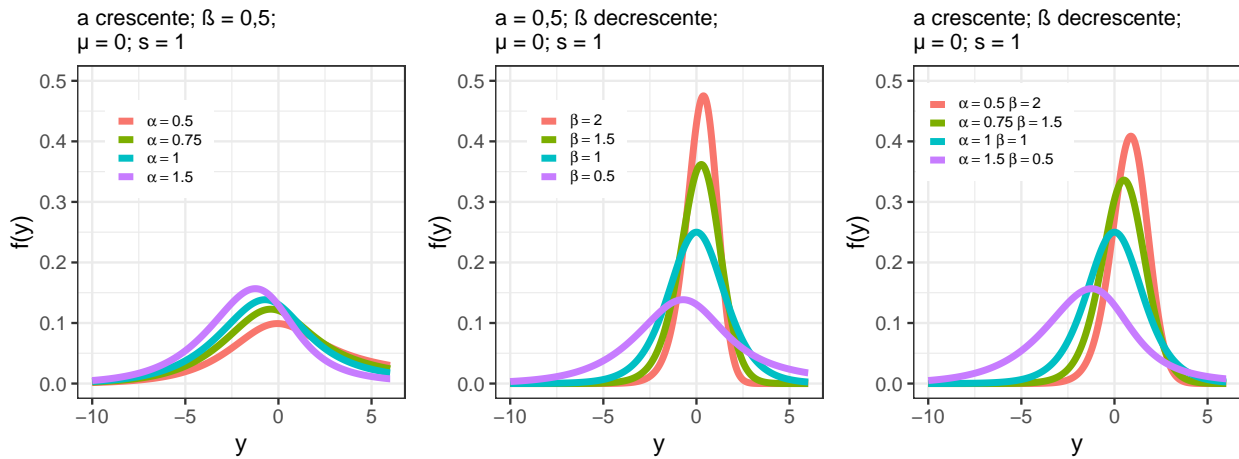 a crescente; ß = 0,5;
µ = 0; s = 1
0.5
0.4
0.3
0.2
0.1
0.0
f(y)
α = 0.5
α = 0.75
α = 1
α = 1.5
−10
−5
0
5
y
a = 0,5; ß decrescente;
µ = 0; s = 1
0.5
0.4
0.3
0.2
0.1
0.0
f(y)
β = 2
β = 1.5
β = 1
β = 0.5
−10
−5
0
5
y
a crescente; ß decrescente;
µ = 0; s = 1
0.5
0.4
0.3
0.2
0.1
0.0
f(y)
α = 0.5 β = 2
α = 0.75 β = 1.5
α = 1 β = 1
α = 1.5 β = 0.5
−10
−5
0
5
y